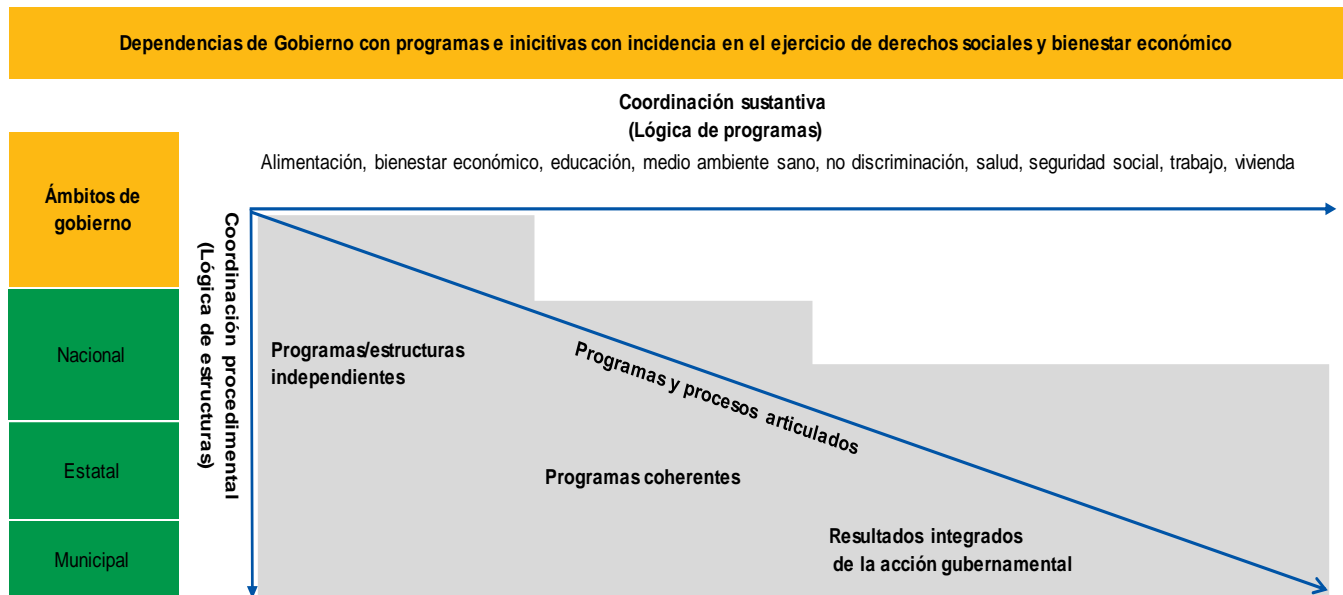 Dependencias de Gobierno con programas e inicitivas con incidencia en el ejercicio de derechos sociales y bienestar económico
Coordinación sustantiva
(Lógica de programas)
Alimentación, bienestar económico, educación, medio ambiente sano, no discriminación, salud, seguridad social, trabajo, vivienda
Ámbitos de
gobierno
Coordinación procedimental
(Lógica de estructuras)
Nacional
Programas/estructuras
independientes
Programas y procesos articulados
Estatal
Programas coherentes
Municipal
Resultados integrados
de la acción gubernamental